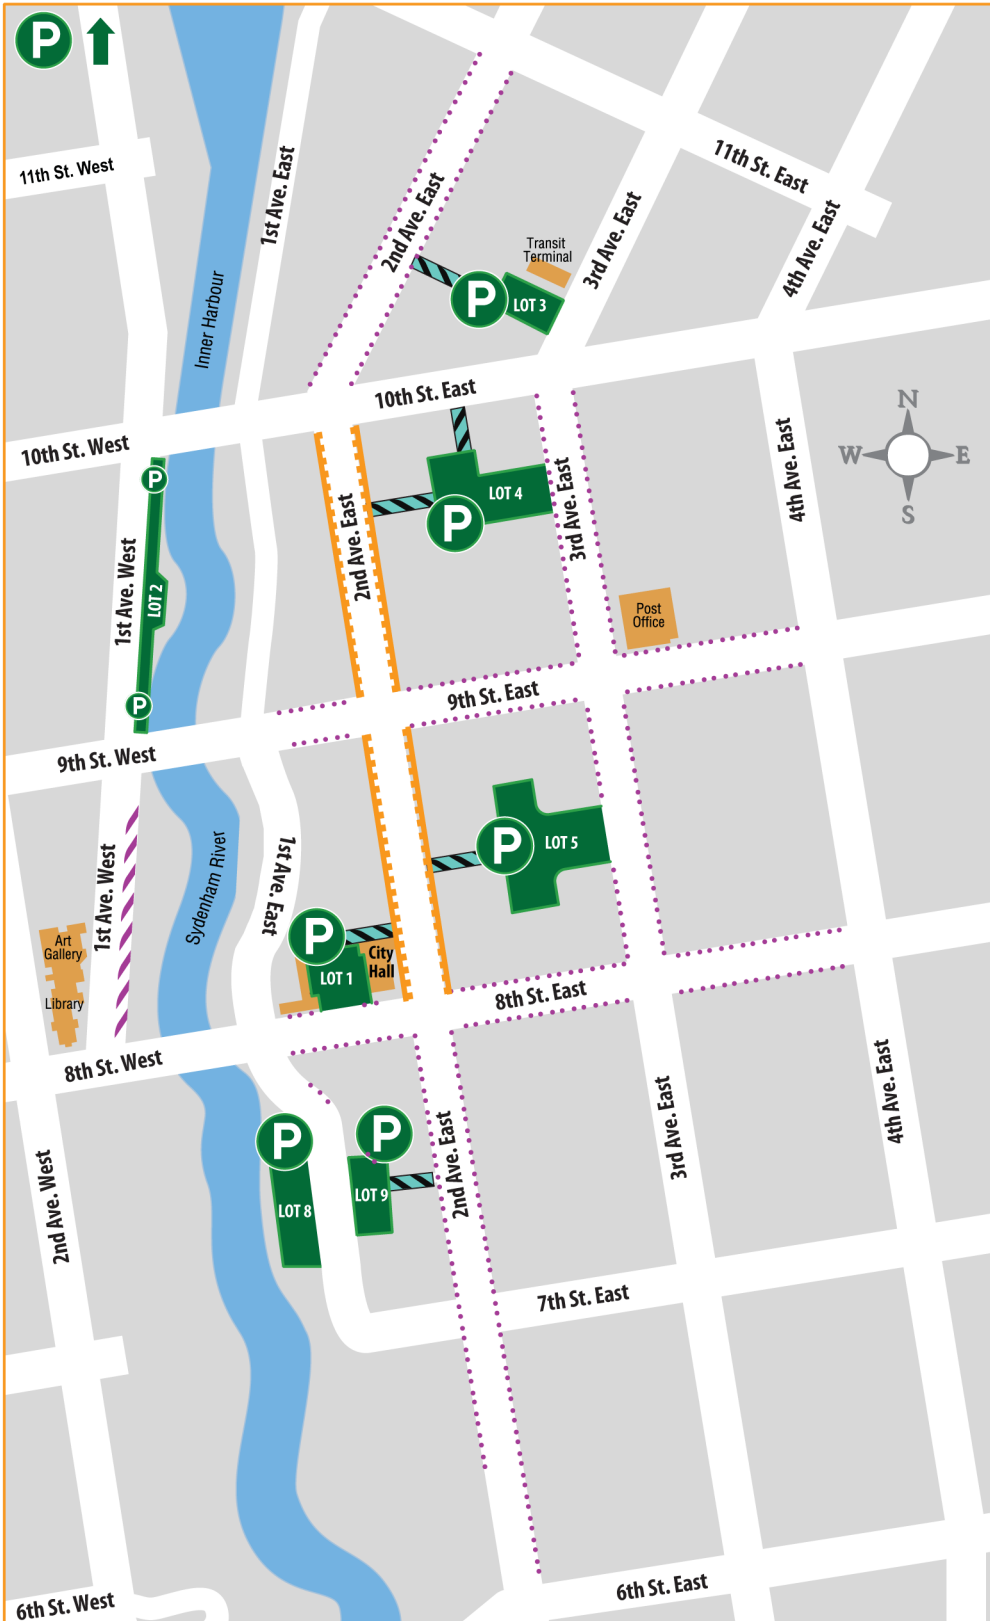 P
11th St. West
1st Ave. East
2nd Ave. East
11th St. East
3rd Ave. East
4th Ave. East
Transit
Terminal
P
LOT 3
Inner Harbour
10th St. East
10th St. West
N
W
E
S
P
LOT 4
P
2nd Ave. East
3rd Ave. East
4th Ave. East
1st Ave. West
LOT 2
P
Post
Office
9th St. East
9th St. West
P
LOT 5
1st Ave. West
Sydenham River
1st Ave. East
Art
Gallery
Library
P
LOT 1
City
Hall
8th St. East
8th St. West
P
LOT 8
P
LOT 9
2nd Ave. East
3rd Ave. East
4th Ave. East
2nd Ave. West
7th St. East
6th St. East
6th St. West